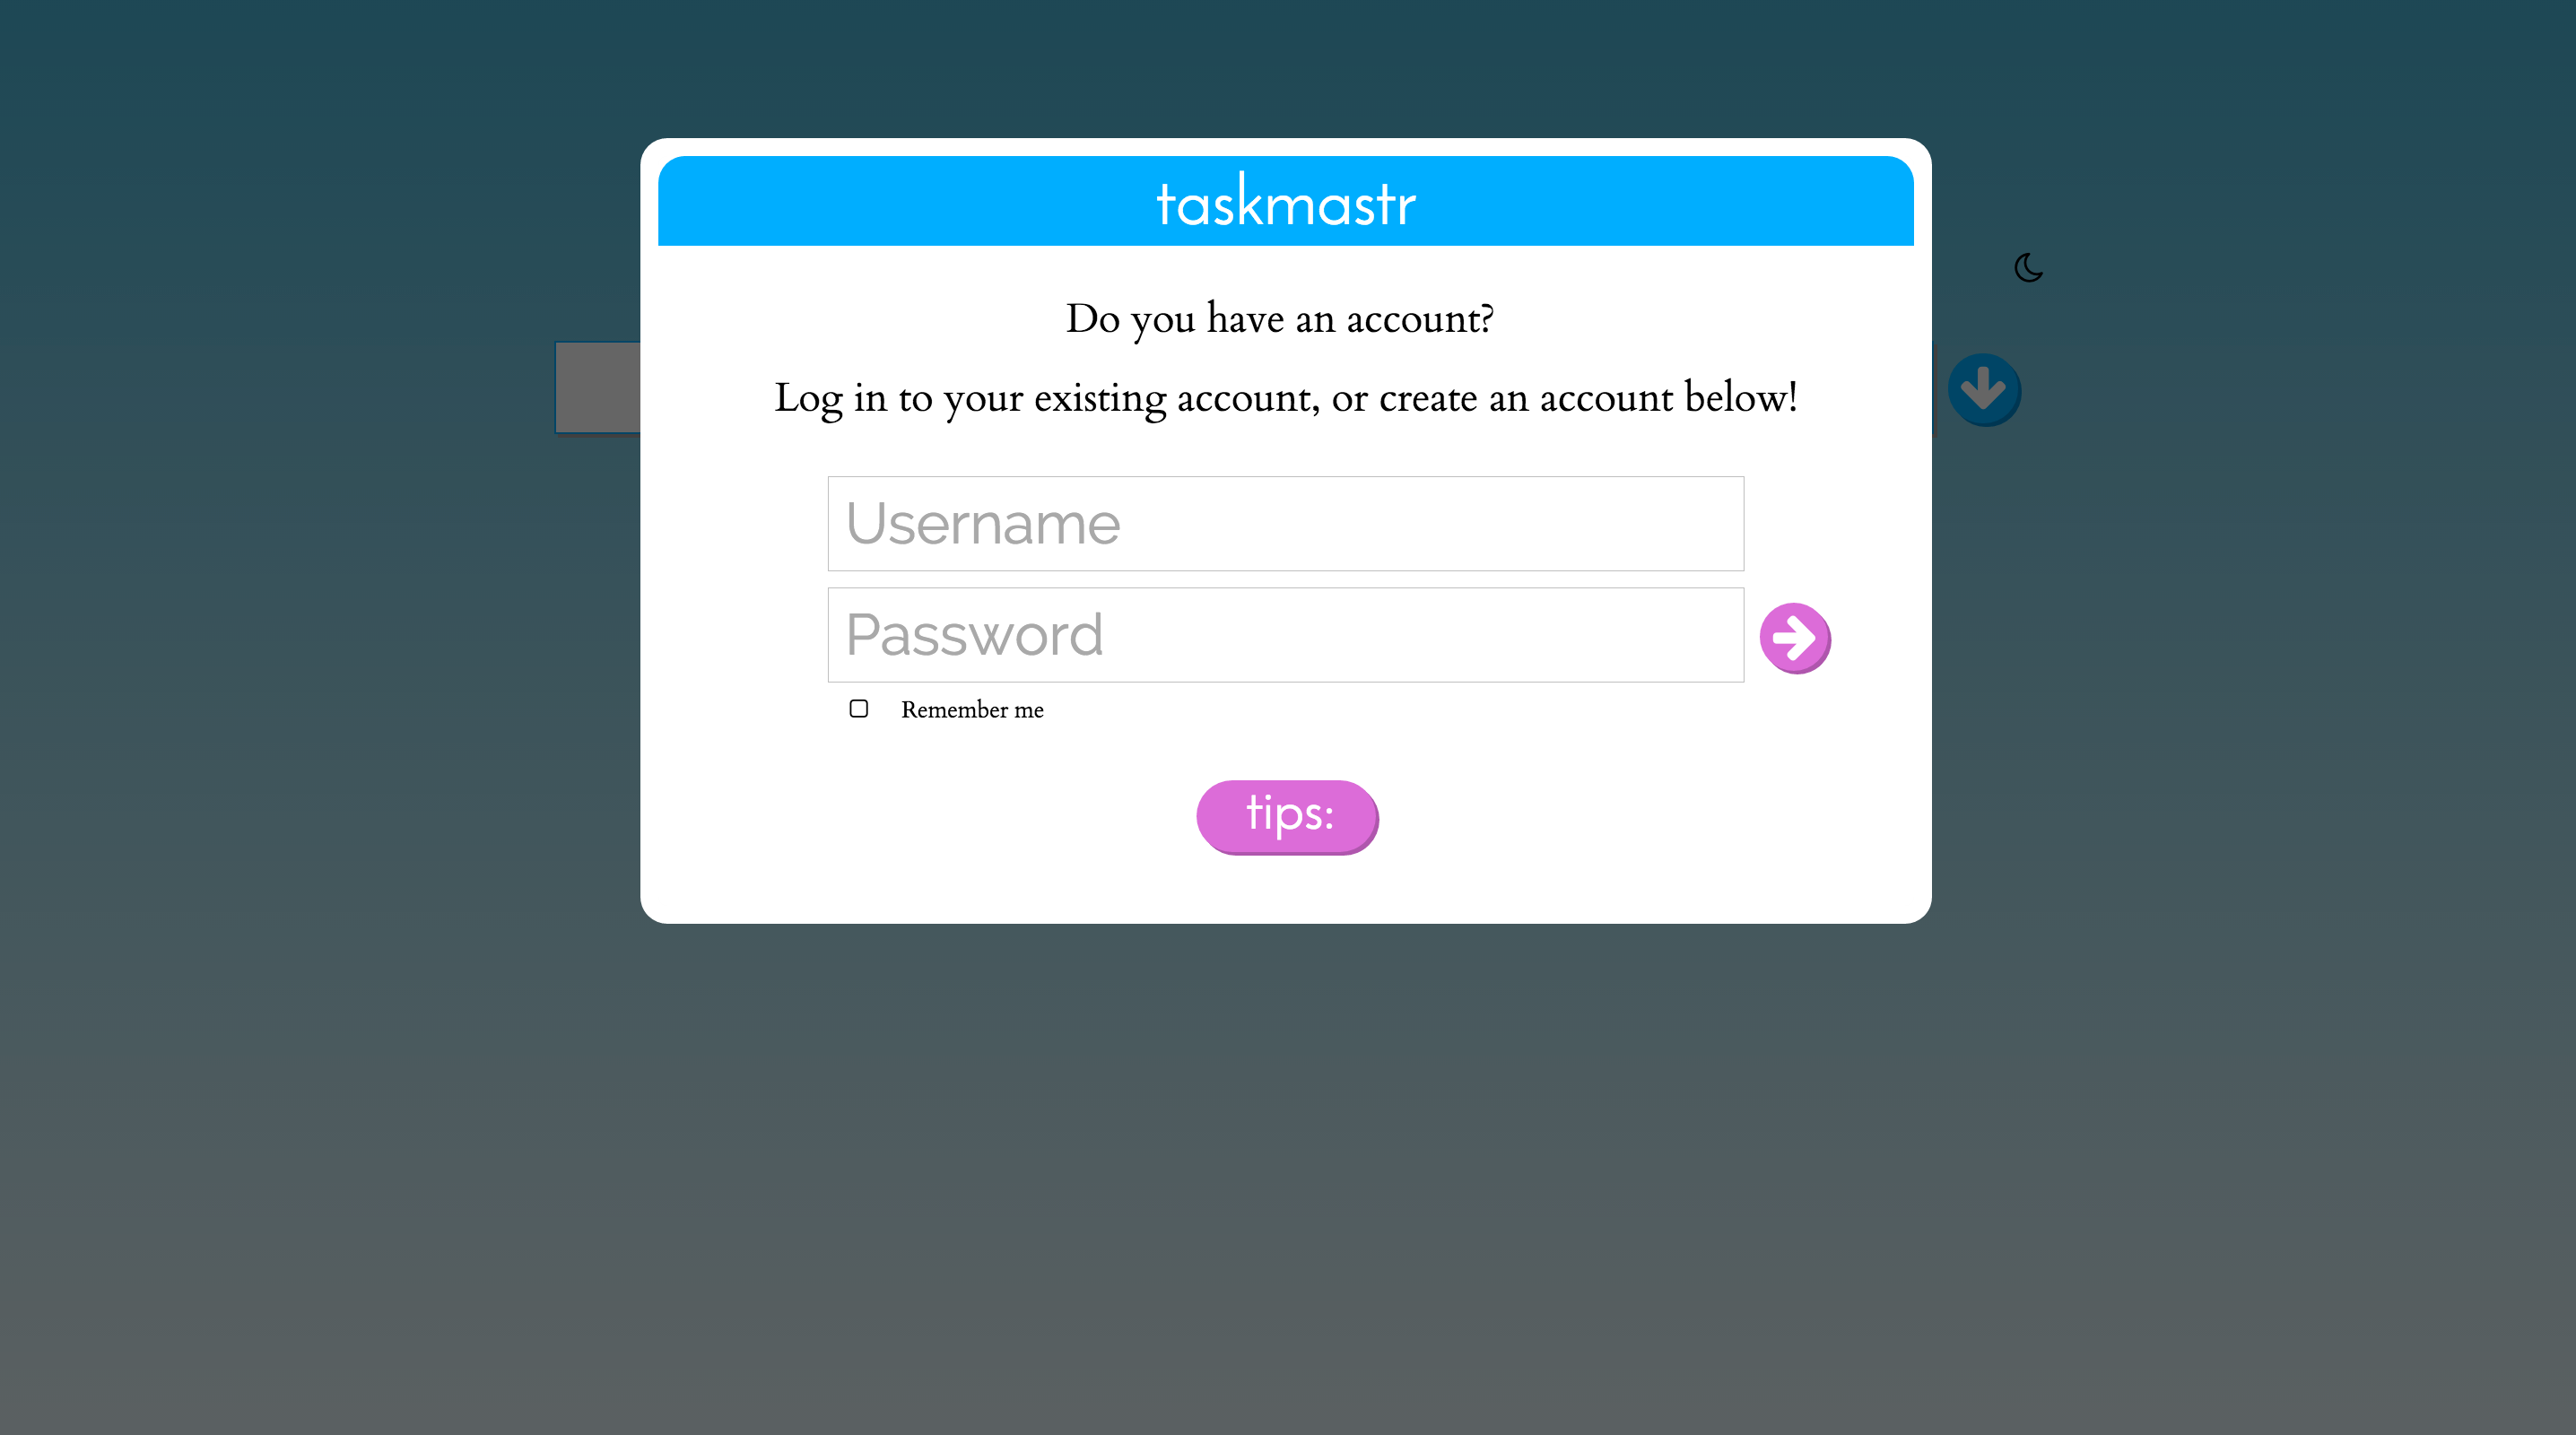 taskmastr
Do you have an account?
Log in to your existing account, or create an account below!
Username
Password
Remember me
tips: